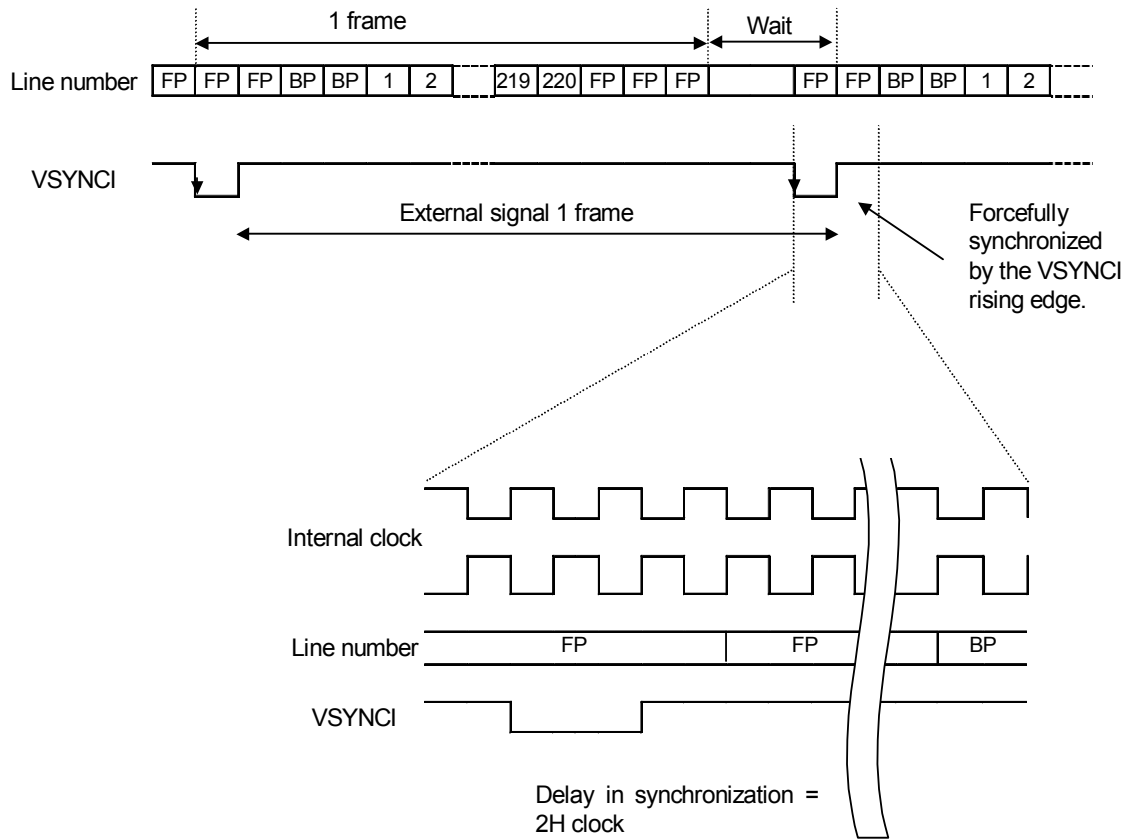 1 frame
Wait
Line number FP FP FP BP BP 1 2 219 220 FP FP FP FP FP BP BP 1 2
VSYNCI
External signal 1 frame
Forcefully
synchronized
by the VSYNCI
rising edge.
Internal clock
Line number FP FP BP
VSYNCI
Delay in synchronization =
2H clock